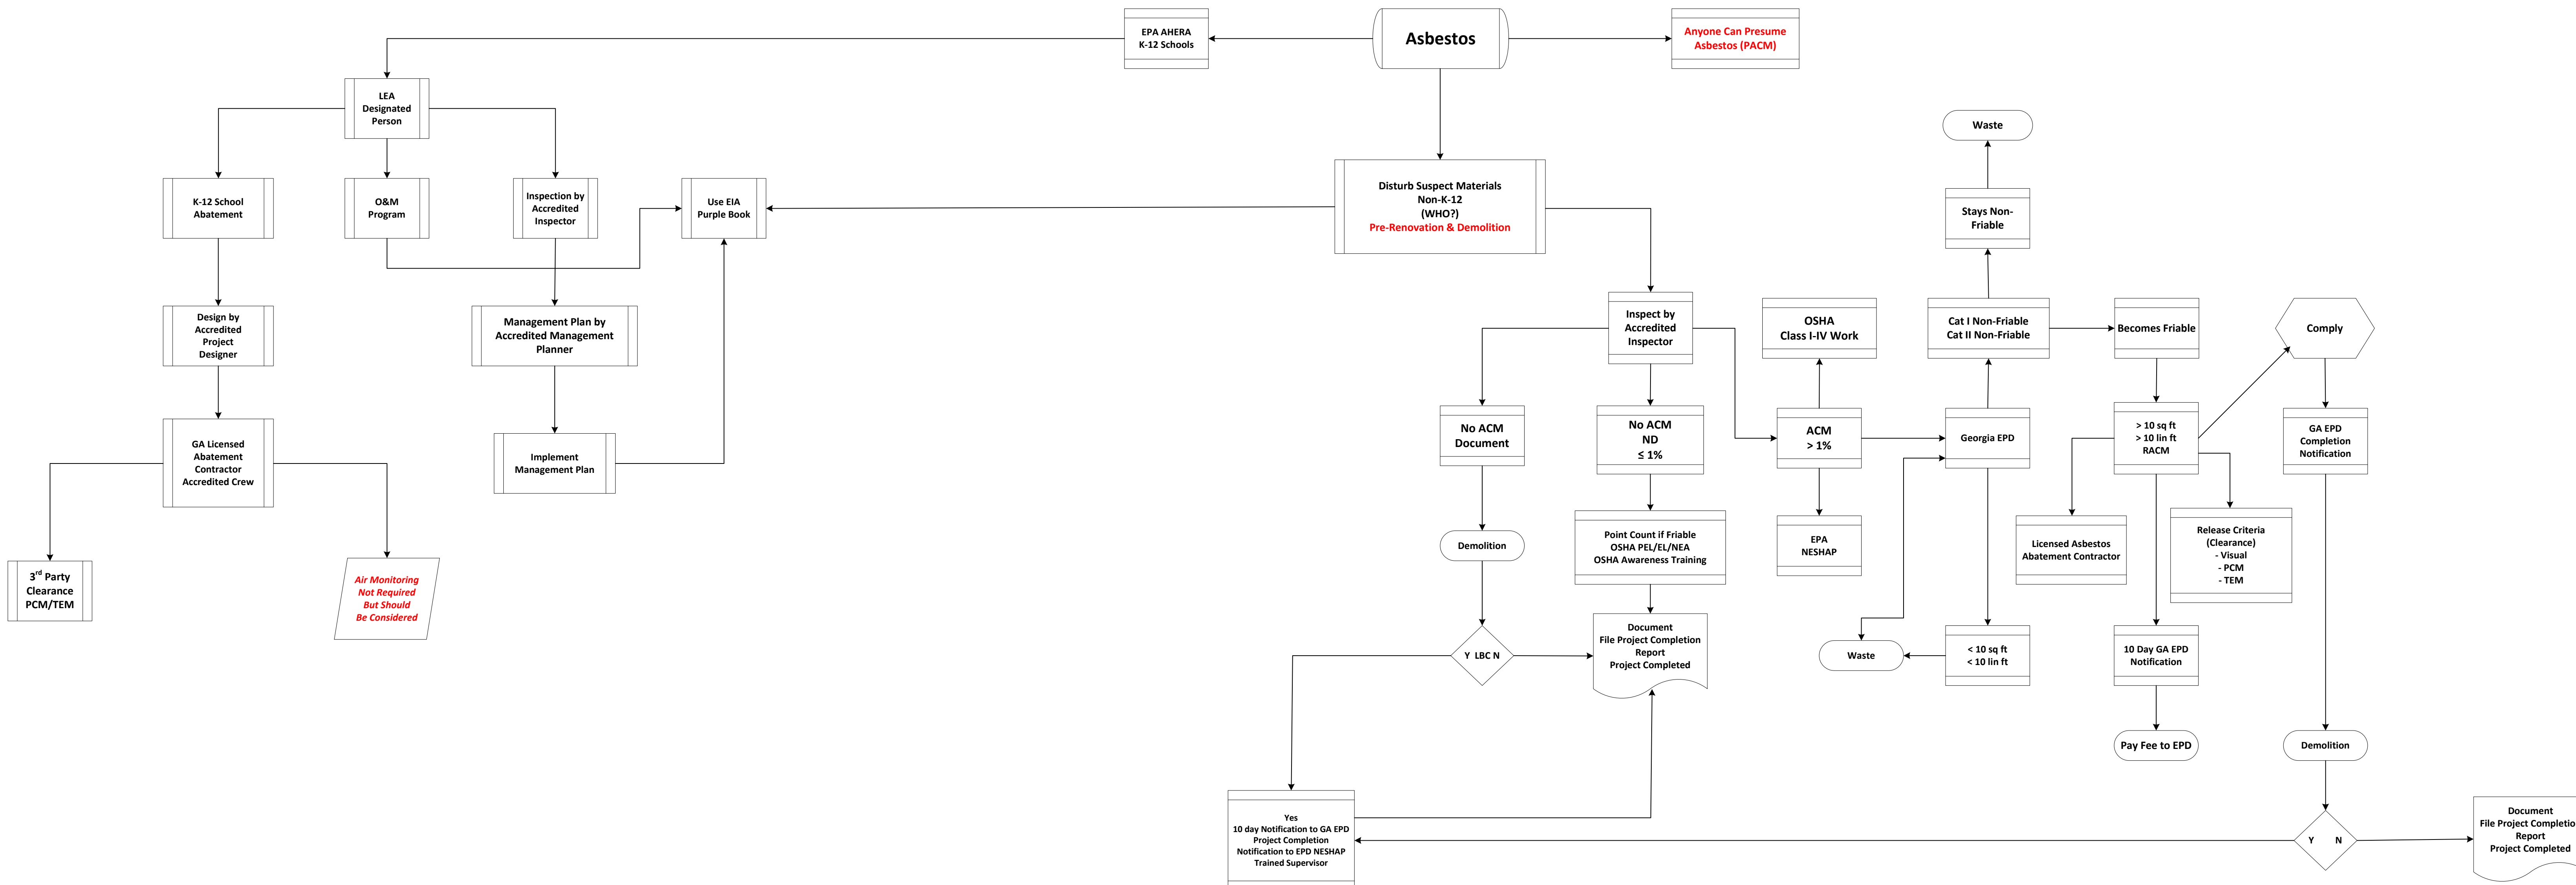 Asbestos
EPA AHERA
K-12 Schools
Anyone Can Presume
Asbestos (PACM)
LEA
Designated
Person
K-12 School
Abatement
O&M
Program
Inspection by
Accredited
Inspector
Use EIA
Purple Book
Disturb Suspect Materials
Non-K-12
(WHO?)
Pre-Renovation & Demolition
Waste
Stays Non-
Friable
Design by
Accredited
Project
Designer
Management Plan by
Accredited Management
Planner
Inspect by
Accredited
Inspector
OSHA
Class I-IV Work
Cat I Non-Friable
Cat II Non-Friable
Becomes Friable
Comply
GA Licensed
Abatement
Contractor
Accredited Crew
Implement
Management Plan
No ACM
Document
No ACM
ND
≤ 1%
ACM
> 1%
Georgia EPD
> 10 sq ft
> 10 lin ft
RACM
GA EPD
Completion
Notification
3rd Party
Clearance
PCM/TEM
Air Monitoring
Not Required
But Should
Be Considered
Demolition
Point Count if Friable
OSHA PEL/EL/NEA
OSHA Awareness Training
EPA
NESHAP
Licensed Asbestos
Abatement Contractor
Release Criteria
(Clearance)
- Visual
- PCM
- TEM
Y LBC N
Document
File Project Completion
Report
Project Completed
Waste
< 10 sq ft
< 10 lin ft
10 Day GA EPD
Notification
Pay Fee to EPD
Demolition
Yes
10 day Notification to GA EPD
Project Completion
Notification to EPD NESHAP
Trained Supervisor
Y N
Document
File Project Completio
Report
Project Completed